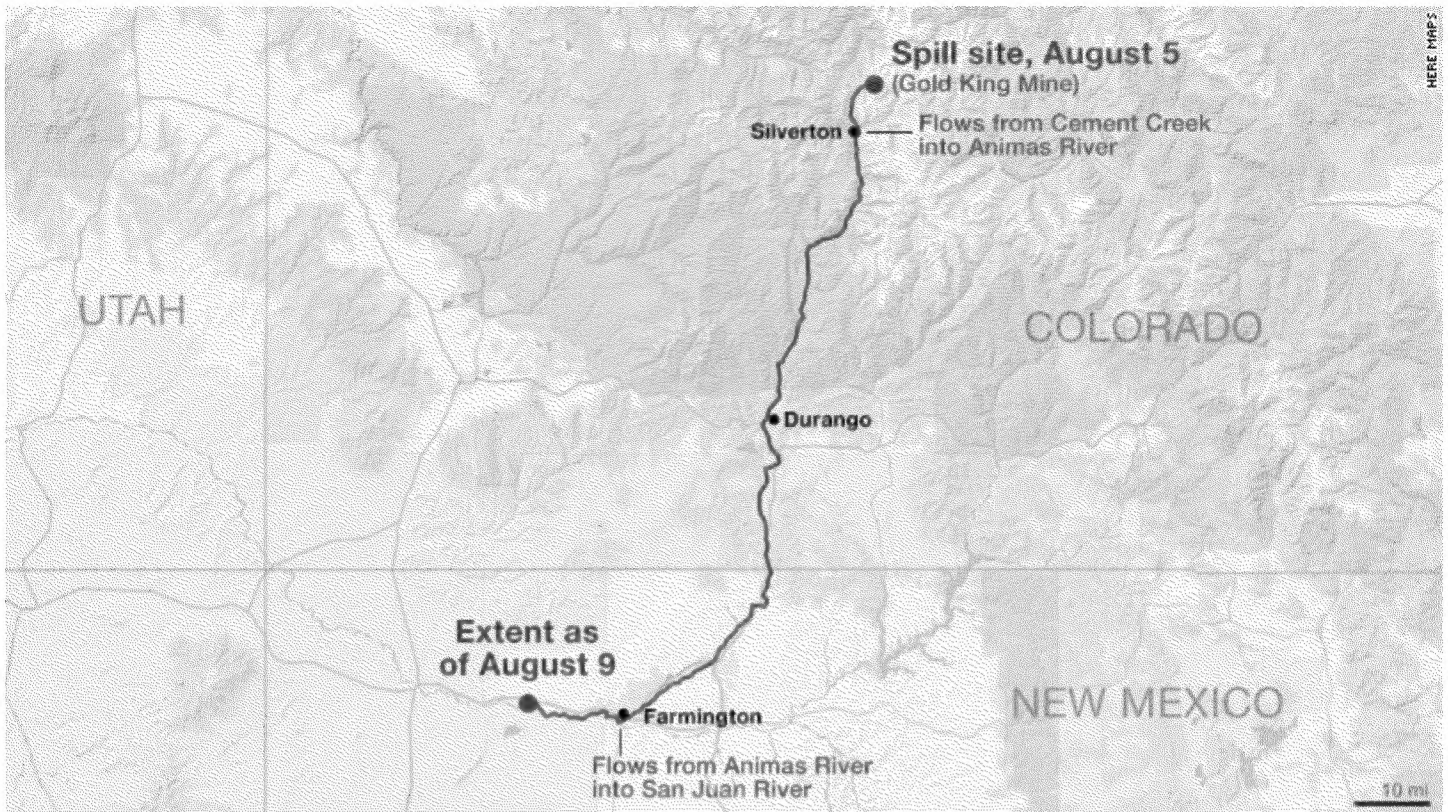 HERE MAPS
Spill site, August 5
(Gold King Mine)
Silverton
Flows from Cement Creek
into Animas River
UTAH
COLORADO
Durango
Extent as
of August 9
Farmington
NEW MEXICO
Flows from Animas River
into San Juan River
10 mi